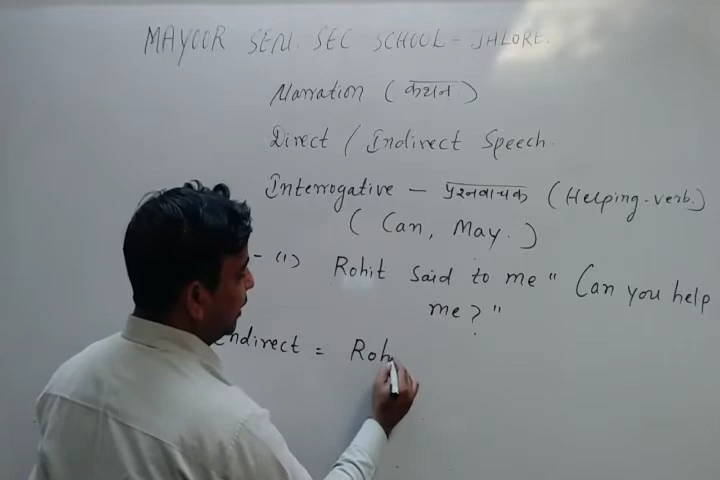 MAYOOR SENI. SEC SCHOOL - JALORE.
Narration (कथन.)
Direct / Indirect Speech.
Interrogative - प्रश्नवाचक (Helping-verb.)
( Can, May. )
- (1) Rohit said to me " Can you help
me? "
Indirect = Roh